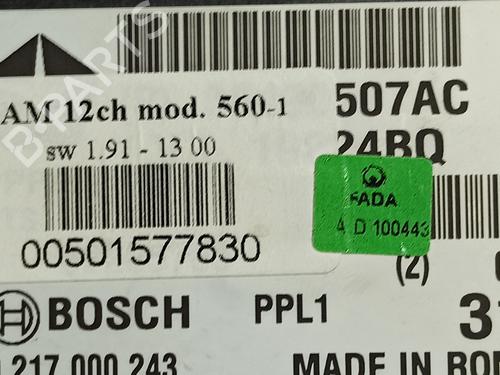 B-PARTS
AM 12ch mod. 560-1
507AC
sw 1.91 - 13 00
24BQ
FADA
A D 100443
00501577830
(2)
BOSCH
PPL1
217 000 243
MADE IN